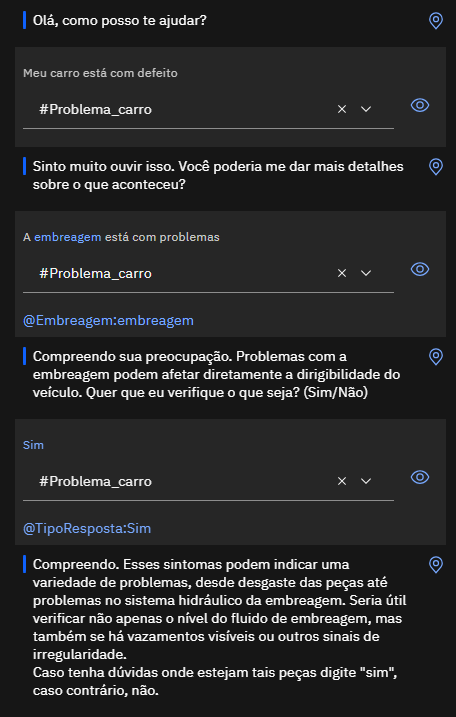 Olá, como posso te ajudar?
Meu carro está com defeito
#Problema_carro
Sinto muito ouvir isso. Você poderia me dar mais detalhes
sobre o que aconteceu?
A embreagem está com problemas
#Problema_carro
@Embreagem:embreagem
Compreendo sua preocupação. Problemas com a
embreagem podem afetar diretamente a dirigibilidade do
veículo. Quer que eu verifique o que seja? (Sim/Não)
Sim
#Problema_carro
@TipoResposta:Sim
Compreendo. Esses sintomas podem indicar uma
variedade de problemas, desde desgaste das peças até
problemas no sistema hidráulico da embreagem. Seria útil
verificar não apenas o nível do fluido de embreagem, mas
também se há vazamentos visíveis ou outros sinais de
irregularidade.
Caso tenha dúvidas onde estejam tais peças digite "sim",
caso contrário, não.